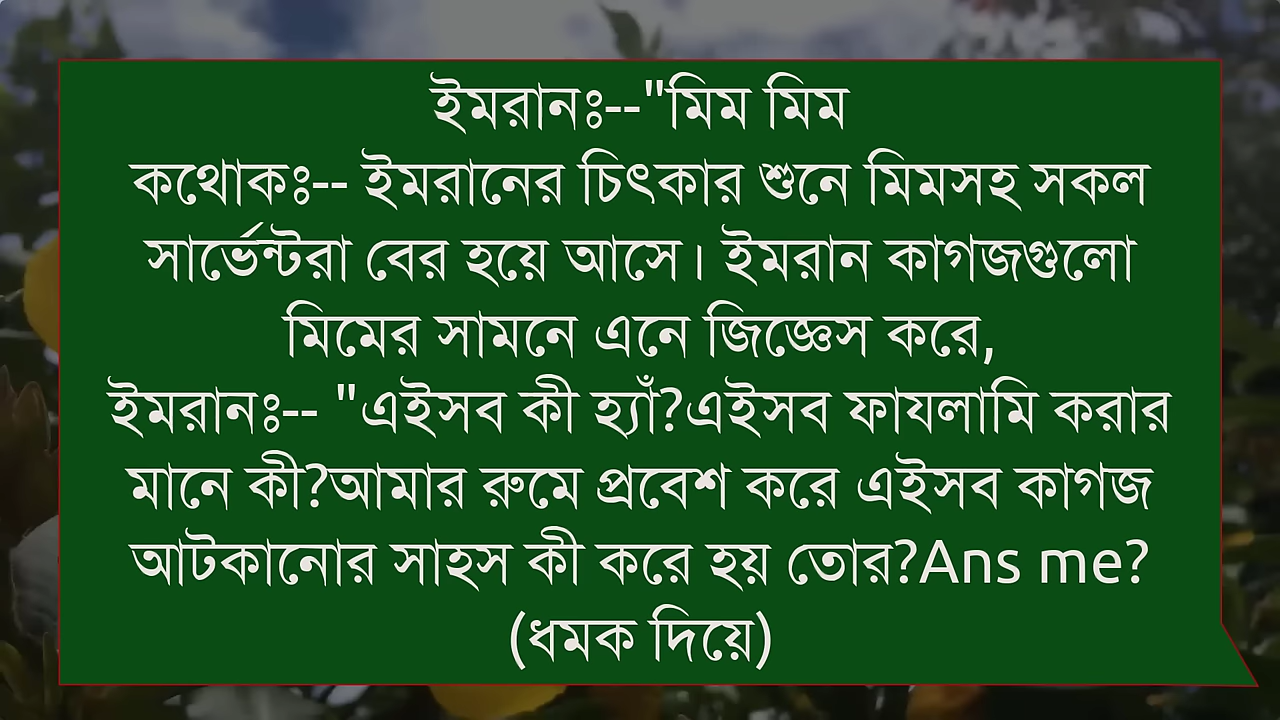 ইমরানঃ--"মিম মিম
কথোকঃ-- ইমরানের চিৎকার শুনে মিমসহ সকল
সার্ভেন্টরা বের হয়ে আসে। ইমরান কাগজগুলো
মিমের সামনে এনে জিজ্ঞেস করে,
ইমরানঃ-- "এইসব কী হ্যাঁ?এইসব ফাযলামি করার
মানে কী?আমার রুমে প্রবেশ করে এইসব কাগজ
আটকানোর সাহস কী করে হয় তোর?Ans me?
(ধমক দিয়ে)